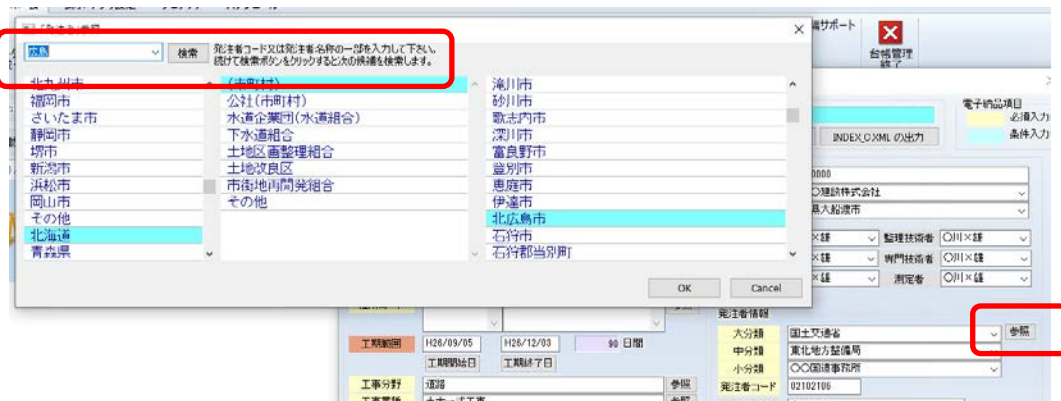 サポート
台帳管理
終了
広島
検索
発注者コード又は発注者名称の一部を入力して下さい。
続けて検索ボタンをクリックすると次の候補を検索します。
北九州市
福岡市
さいたま市
静岡市
堺市
新潟市
浜松市
岡山市
その他
北海道
青森県
(市町村)
公社(市町村)
水道企業団(水道組合)
下水道組合
土地区画整理組合
土地改良区
市街地再開発組合
その他
滝川市
砂川市
歌志内市
深川市
富良野市
登別市
恵庭市
伊達市
北広島市
石狩市
石狩郡当別町
OK
Cancel
電子納品項目
必須入力
条件入力
INDEX_C.XML の出力
〇建設株式会社
県大船渡市
監理技術者
〇川×雄
専門技術者
〇川×雄
測定者
〇川×雄
工期範囲
H26/09/05
H26/12/03
90 日間
工期開始日
工期終了日
工事分野
道路
参照
発注者情報
大分類
国土交通省
参照
中分類
東北地方整備局
小分類
〇〇国道事務所
発注者コード
02102106